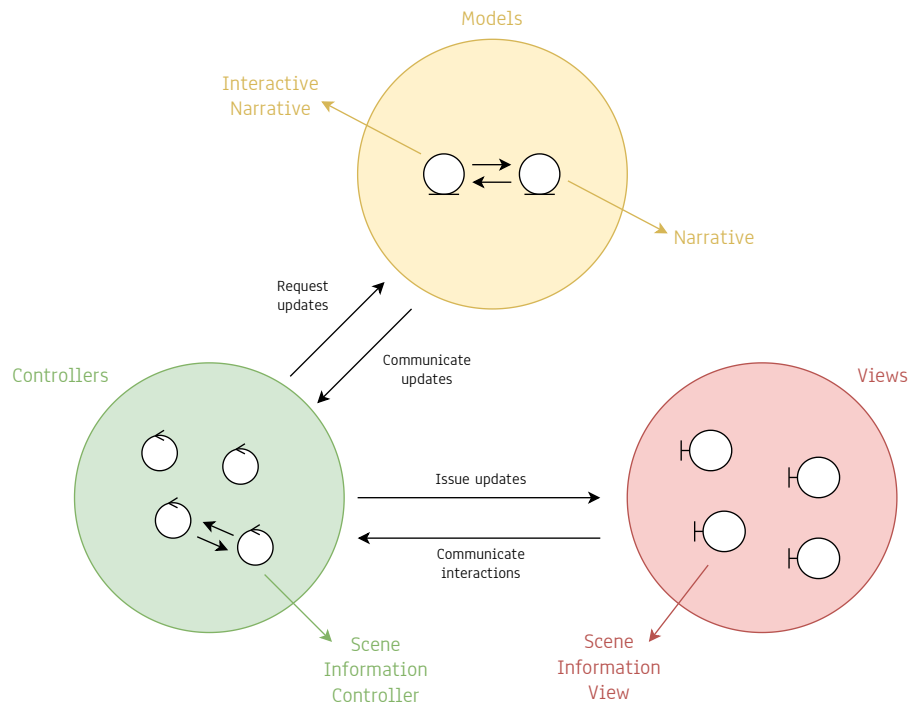 Models
Interactive
Narrative
Narrative
Request
updates
Communicate
updates
Controllers
Views
Issue updates
Communicate
interactions
Scene
Information
Controller
Scene
Information
View